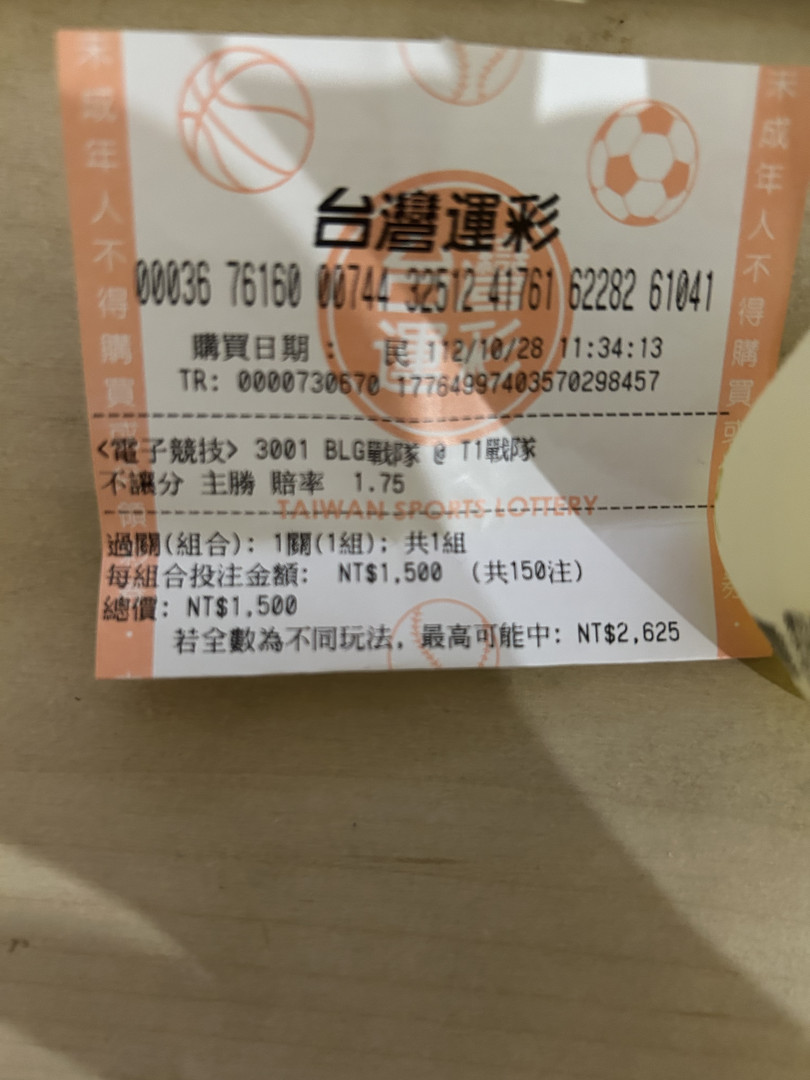 未成年人不得購買或
未成年人不得購買或
台灣運彩
00036 76160 00744 32512 41761 62282 61041
購買日期: 民 112/10/28 11:34:13
TR: 0000730570 17764997403570298457
<電子競技> 3001 BLG戰隊 @ T1戰隊
不讓分 主勝 賠率 1.75
TAIWAN SPORTS LOTTERY
過關(組合): 1關(1組); 共1組
每組合投注金額: NT$1,500 (共150注)
總價: NT$1,500
若全數為不同玩法, 最高可能中: NT$2,625